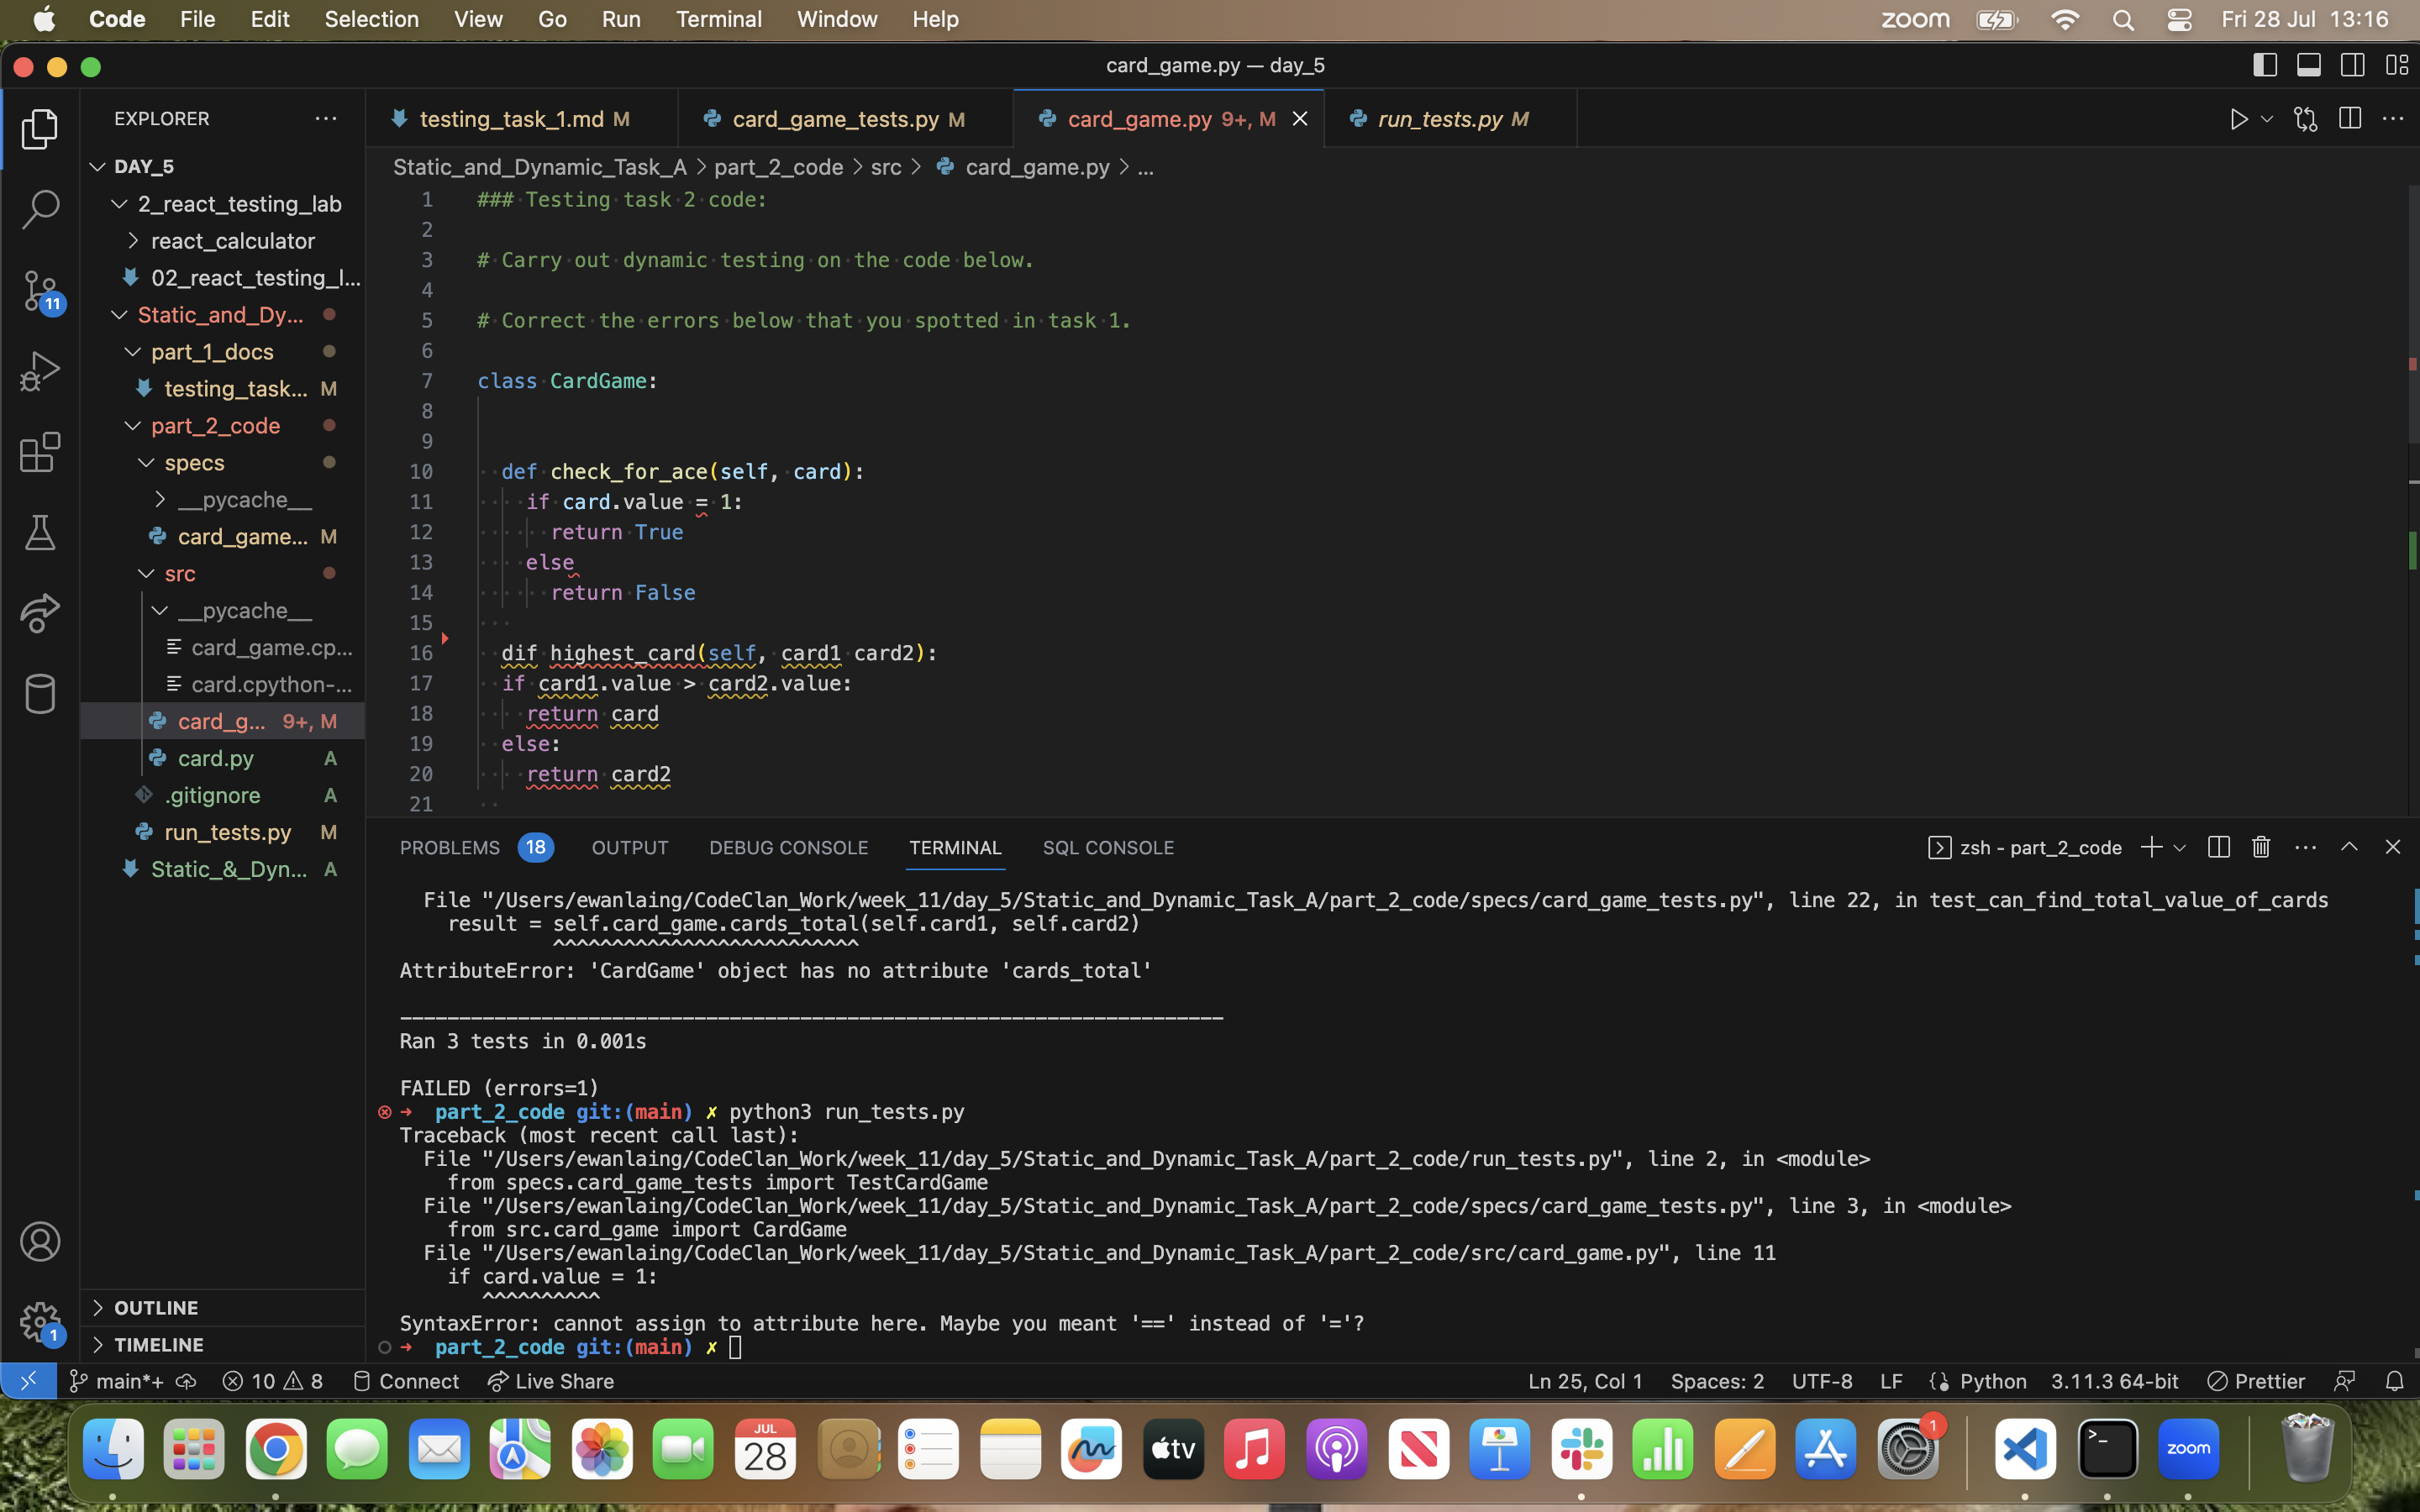 Code File Edit Selection View Go Run Terminal Window Help zoom Fri 28 Jul 13:16
card_game.py — day_5
EXPLORER
testing_task_1.md M
card_game_tests.py M
card_game.py 9+, M
run_tests.py M
DAY_5
2_react_testing_lab
react_calculator
02_react_testing_l...
Static_and_Dy...
part_1_docs
testing_task... M
part_2_code
specs
__pycache__
card_game... M
src
__pycache__
card_game.cp...
card.cpython-...
card_g... 9+, M
card.py A
.gitignore A
run_tests.py M
Static_&_Dyn... A
OUTLINE
TIMELINE
11
1
Static_and_Dynamic_Task_A > part_2_code > src > card_game.py > ...
1 ### Testing task 2 code:
2
3 # Carry out dynamic testing on the code below.
4
5 # Correct the errors below that you spotted in task 1.
6
7 class CardGame:
8
9
10 def check_for_ace(self, card):
11 if card.value = 1:
12 return True
13 else
14 return False
15
16 dif highest_card(self, card1 card2):
17 if card1.value > card2.value:
18 return card
19 else:
20 return card2
21
PROBLEMS 18 OUTPUT DEBUG CONSOLE TERMINAL SQL CONSOLE zsh - part_2_code
File "/Users/ewanlaing/CodeClan_Work/week_11/day_5/Static_and_Dynamic_Task_A/part_2_code/specs/card_game_tests.py", line 22, in test_can_find_total_value_of_cards
result = self.card_game.cards_total(self.card1, self.card2)
^^^^^^^^^^^^^^^^^^^^^^^^^^
AttributeError: 'CardGame' object has no attribute 'cards_total'
----------------------------------------------------------------------
Ran 3 tests in 0.001s
FAILED (errors=1)
➜ part_2_code git:(main) ✗ python3 run_tests.py
Traceback (most recent call last):
File "/Users/ewanlaing/CodeClan_Work/week_11/day_5/Static_and_Dynamic_Task_A/part_2_code/run_tests.py", line 2, in <module>
from specs.card_game_tests import TestCardGame
File "/Users/ewanlaing/CodeClan_Work/week_11/day_5/Static_and_Dynamic_Task_A/part_2_code/specs/card_game_tests.py", line 3, in <module>
from src.card_game import CardGame
File "/Users/ewanlaing/CodeClan_Work/week_11/day_5/Static_and_Dynamic_Task_A/part_2_code/src/card_game.py", line 11
if card.value = 1:
^^^^^^^^^^
SyntaxError: cannot assign to attribute here. Maybe you meant '==' instead of '='?
➜ part_2_code git:(main) ✗
main*+ 10 8 Connect Live Share Ln 25, Col 1 Spaces: 2 UTF-8 LF Python 3.11.3 64-bit Prettier
JUL
28
tv
1
zoom